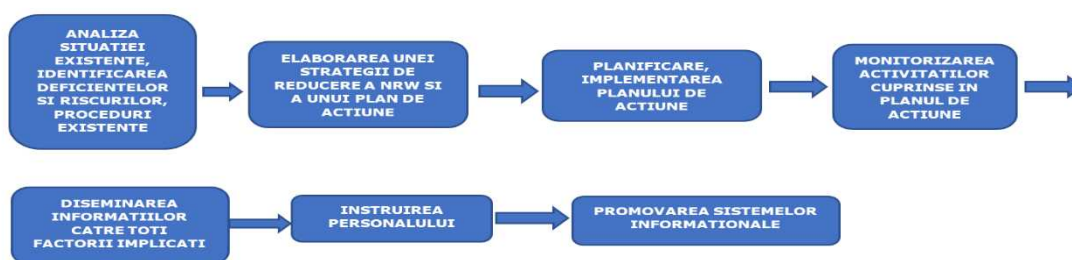 ANALIZA
SITUATIEI
EXISTENTE,
IDENTIFICAREA
DEFICIENTELOR
SI RISCURILOR,
PROCEDURI
EXISTENTE
ELABORAREA UNEI
STRATEGII DE
REDUCERE A NRW SI
A UNUI PLAN DE
ACTIUNE
PLANIFICARE,
IMPLEMENTAREA
PLANULUI DE
ACTIUNE
MONITORIZAREA
ACTIVITATILOR
CUPRINSE IN
PLANUL DE
ACTIUNE
DISEMINAREA
INFORMATIILOR
CATRE TOTI
FACTORII IMPLICATI
INSTRUIREA
PERSONALULUI
PROMOVAREA SISTEMELOR
INFORMATIONALE